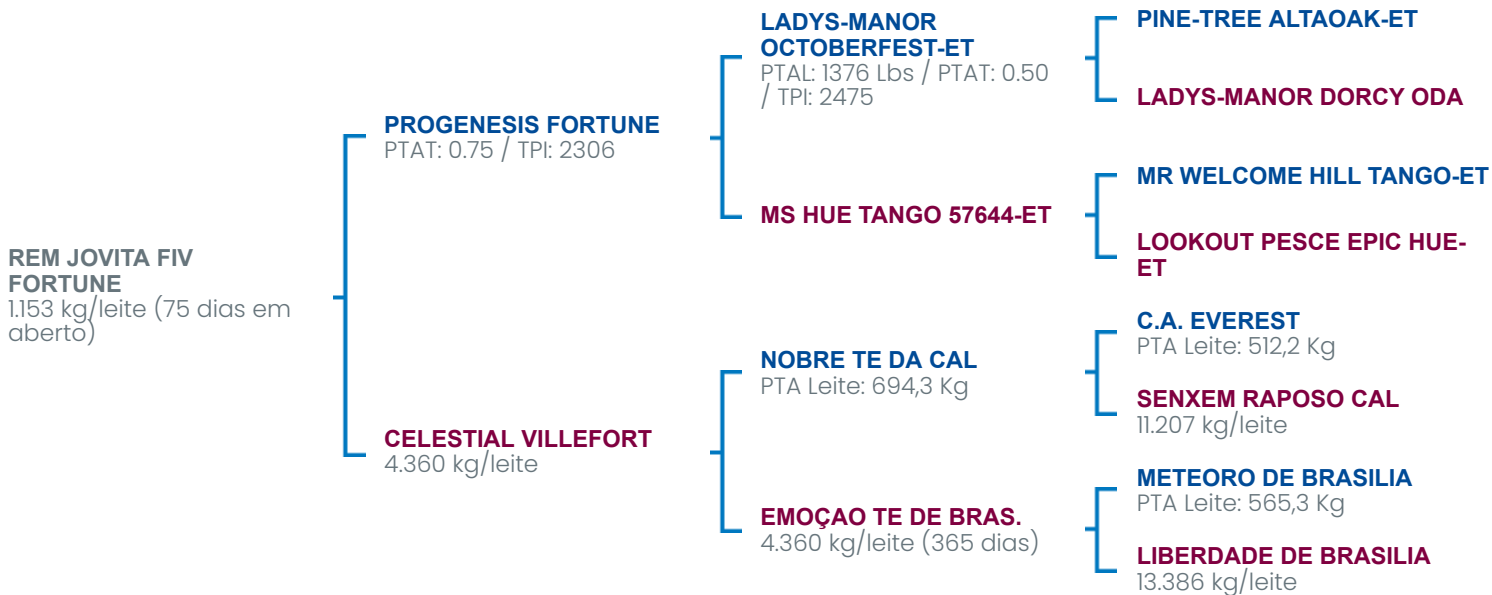 REM JOVITA FIV
FORTUNE
1.153 kg/leite (75 dias em
aberto)
PROGENESIS FORTUNE
PTAT: 0.75 / TPI: 2306
CELESTIAL VILLEFORT
4.360 kg/leite
LADYS-MANOR
OCTOBERFEST-ET
PTAL: 1376 Lbs / PTAT: 0.50
/ TPI: 2475
MS HUE TANGO 57644-ET
NOBRE TE DA CAL
PTA Leite: 694,3 Kg
EMOÇAO TE DE BRAS.
4.360 kg/leite (365 dias)
PINE-TREE ALTAOAK-ET
LADYS-MANOR DORCY ODA
MR WELCOME HILL TANGO-ET
LOOKOUT PESCE EPIC HUE-
ET
C.A. EVEREST
PTA Leite: 512,2 Kg
SENXEM RAPOSO CAL
11.207 kg/leite
METEORO DE BRASILIA
PTA Leite: 565,3 Kg
LIBERDADE DE BRASILIA
13.386 kg/leite